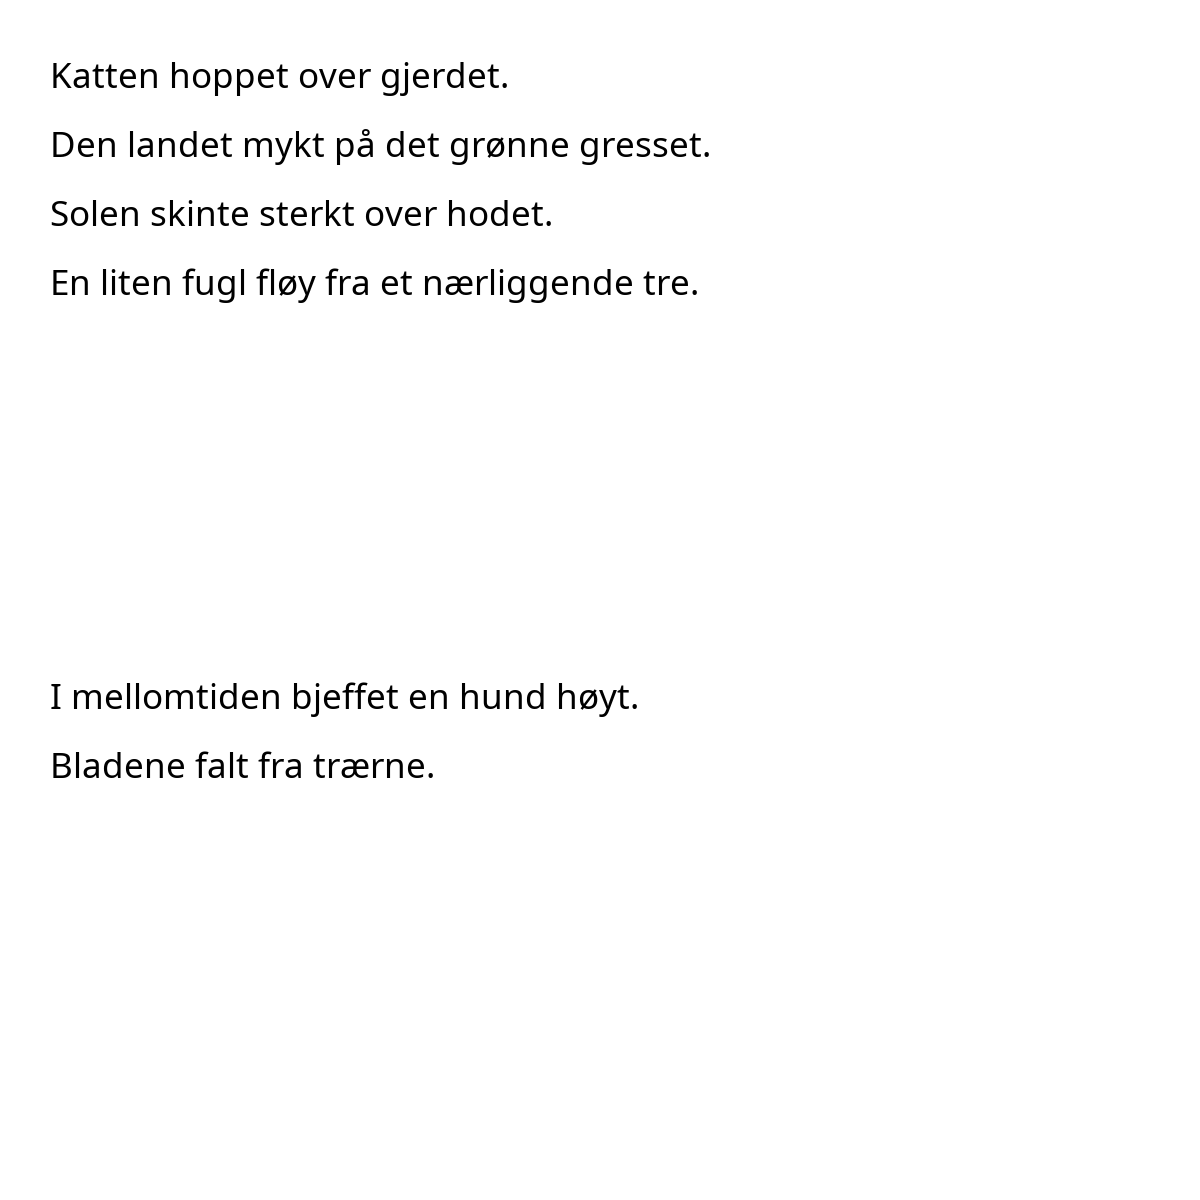 Katten hoppet over gjerdet.
Den landet mykt på det grønne gresset.
Solen skinte sterkt over hodet.
En liten fugl fløy fra et nærliggende tre.
I mellomtiden bjeffet en hund høyt.
Bladene falt fra trærne.